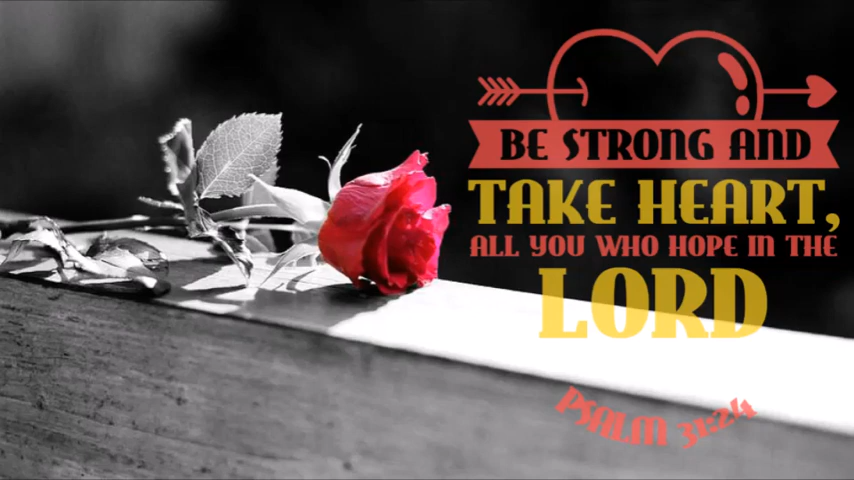 BE STRONG AND
TAKE HEART,
ALL YOU WHO HOPE IN THE
LORD
PSALM 31:24